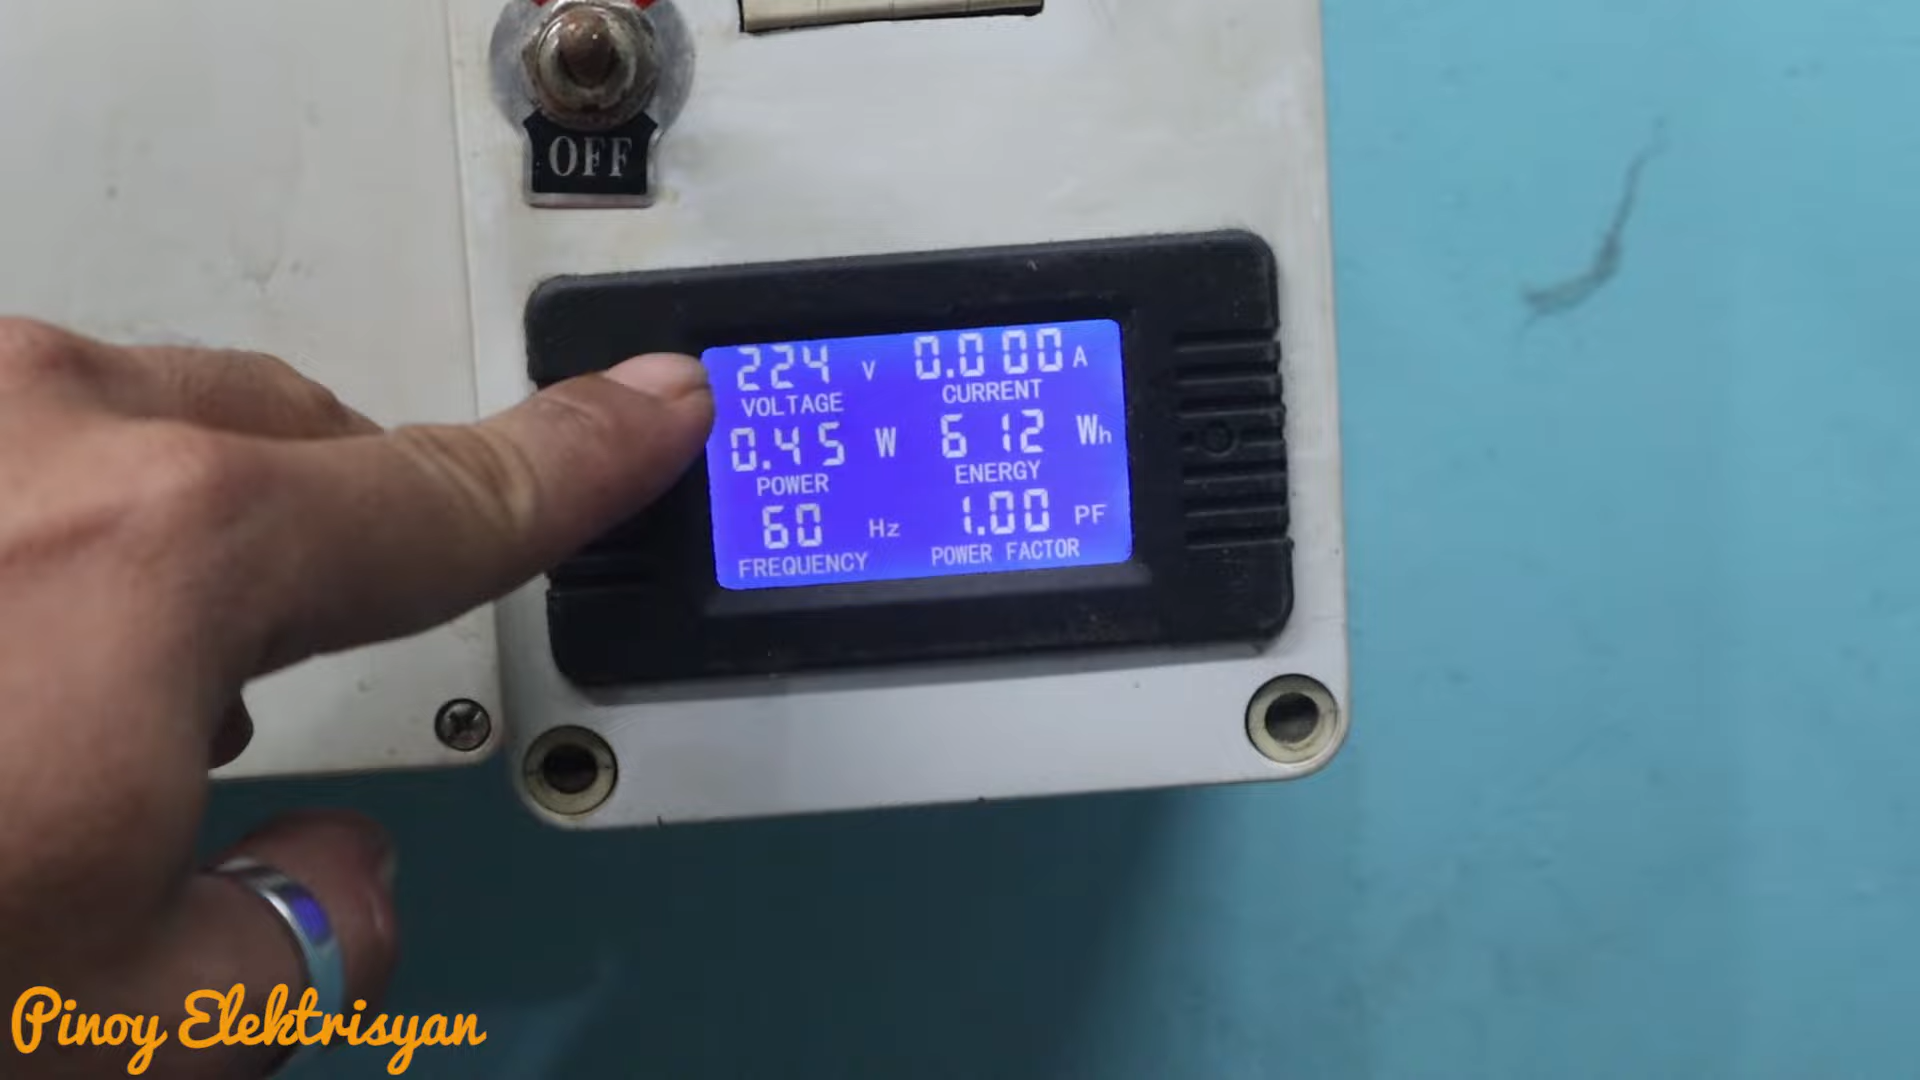 OFF
224 V 0.000 A
VOLTAGE CURRENT
0.45 W 612 Wh
POWER ENERGY
60 Hz 1.00 PF
FREQUENCY POWER FACTOR
Pinoy Elektrisyan